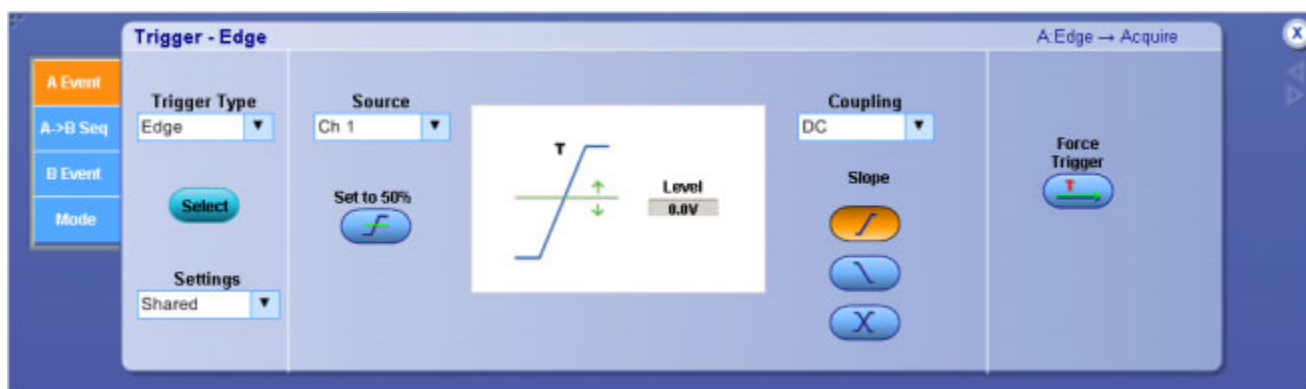 Trigger - Edge
A:Edge → Acquire
X
A Event
A->B Seq
B Event
Mode
Trigger Type
Edge
Select
Settings
Shared
Source
Ch 1
Set to 50%
T
Level
0.0V
Coupling
DC
Slope
Force
Trigger
T